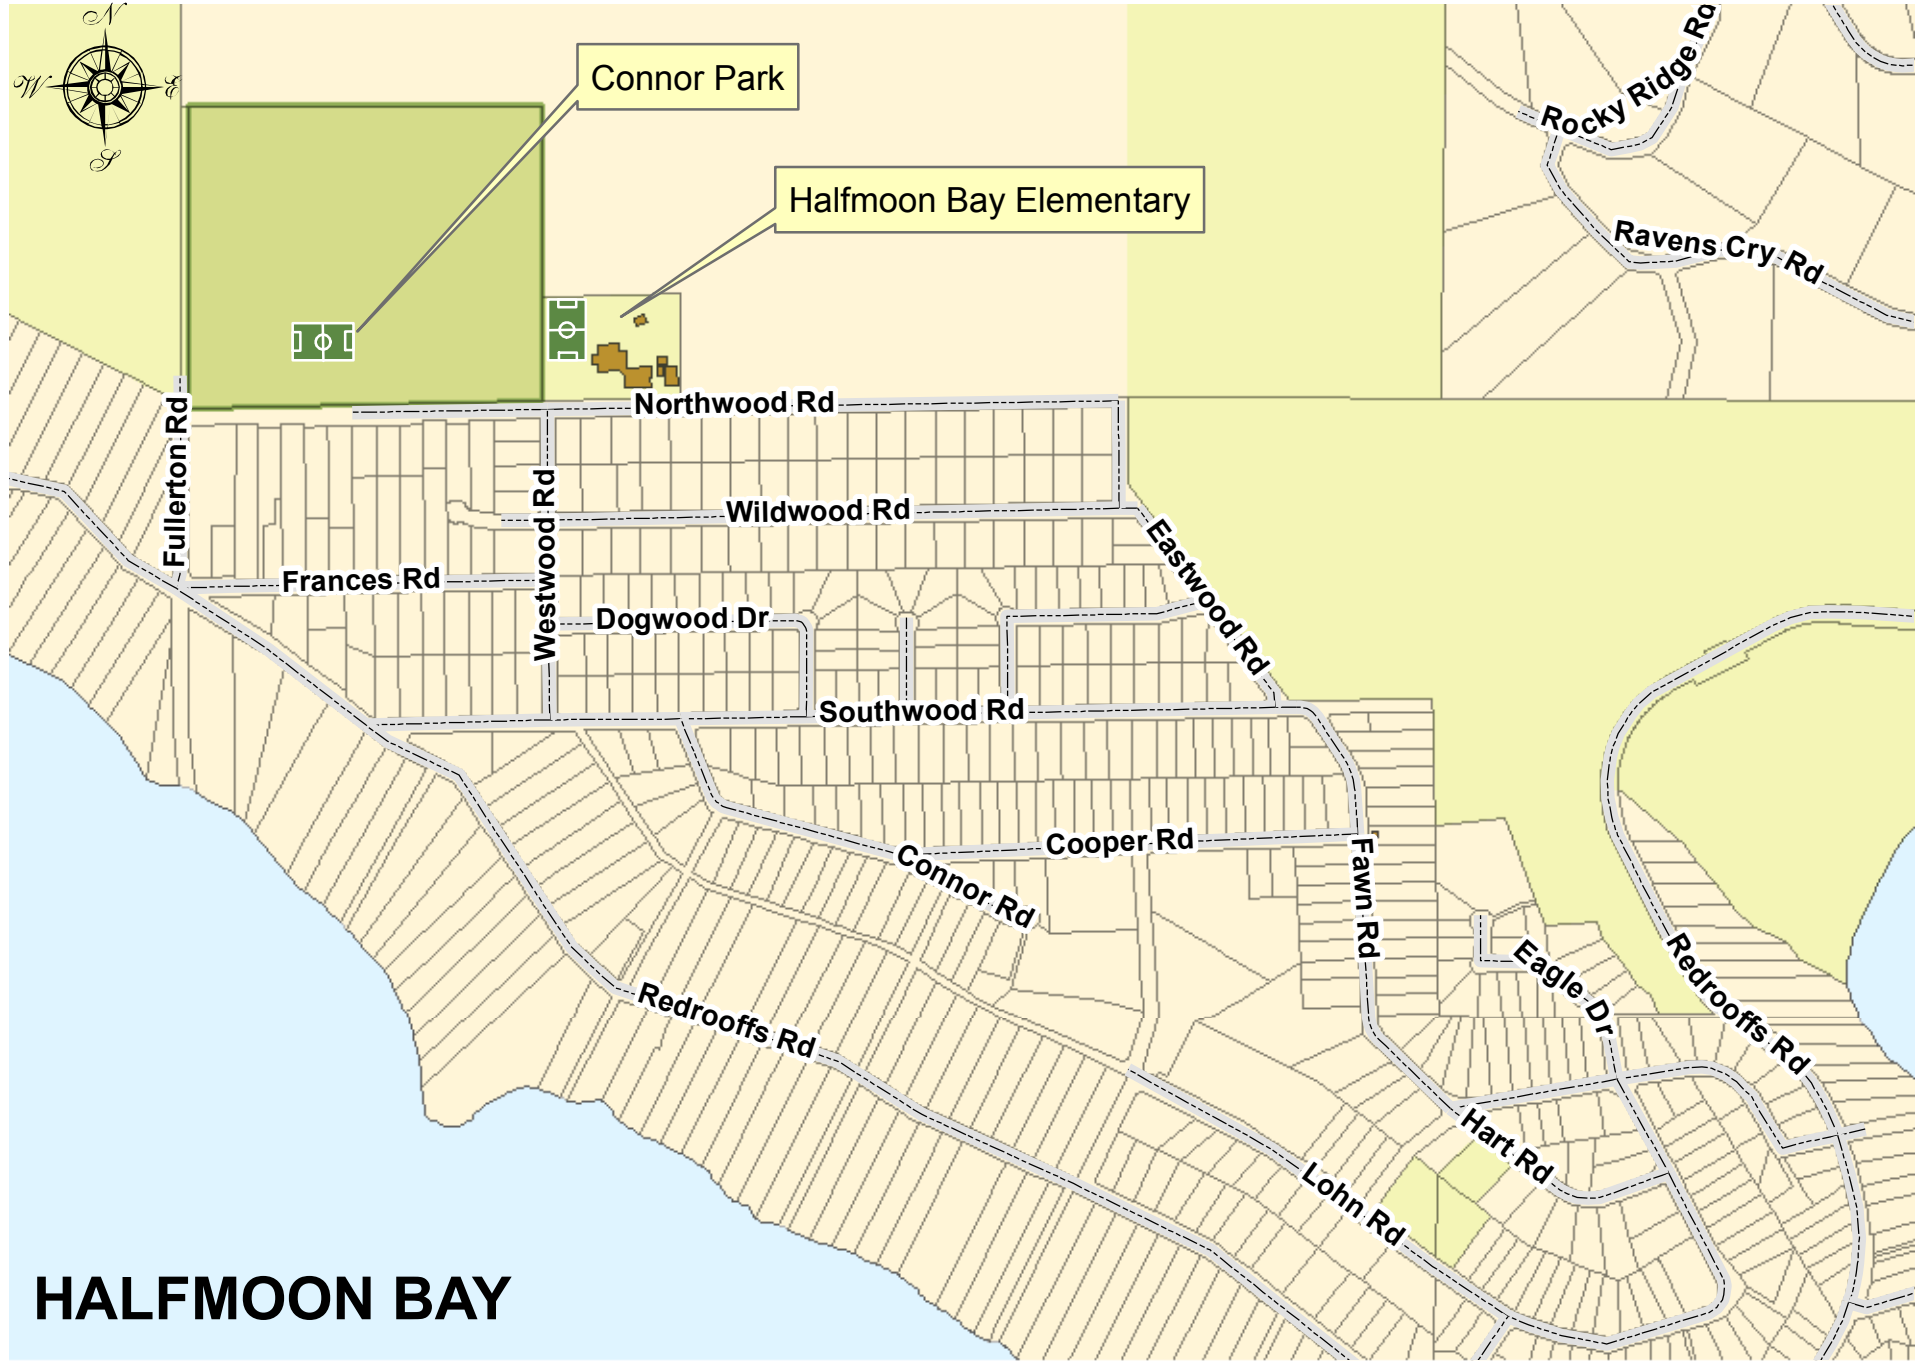 N
W
E
S
Connor Park
Halfmoon Bay Elementary
Rocky Ridge Rd
Ravens Cry Rd
Northwood Rd
Fullerton Rd
Westwood Rd
Wildwood Rd
Eastwood Rd
Frances Rd
Dogwood Dr
Southwood Rd
Cooper Rd
Connor Rd
Fawn Rd
Eagle Dr
Redrooffs Rd
Redrooffs Rd
Hart Rd
Lohn Rd
HALFMOON BAY